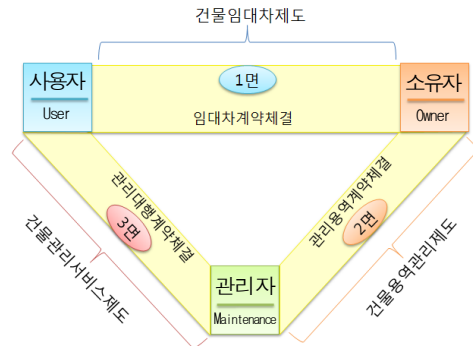 건물임대차제도
사용자
User
1면
소유자
Owner
임대차계약체결
관리대행계약체결
3면
관리용역계약체결
2면
건물관리서비스제도
건물용역관리제도
관리자
Maintenance